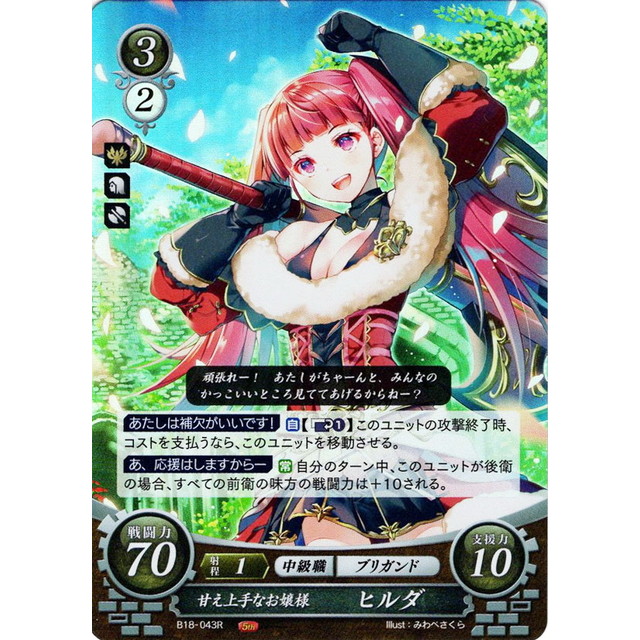 3
2
頑張れー! あたしがちゃーんと、みんなの
かっこいいところ見ててあげるからねー?
あたしは補欠がいいです! 自【1】このユニットの攻撃終了時、
コストを支払うなら、このユニットを移動させる。
あ、応援はしますからー 常 自分のターン中、このユニットが後衛
の場合、すべての前衛の味方の戦闘力は+10される。
戦闘力
70
射程 1
中級職 ブリガンド
支援力
10
甘え上手なお嬢様 ヒルダ
B18-043R 5th Illust:みわべさくら